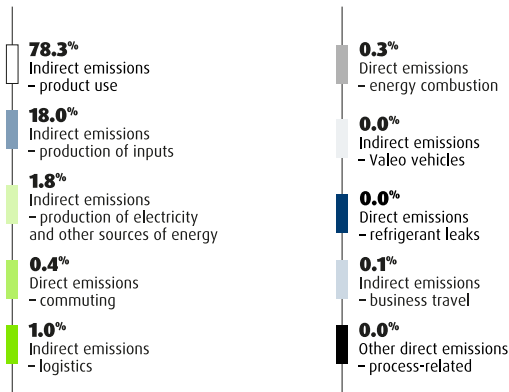 78.3%
Indirect emissions
– product use
18.0%
Indirect emissions
– production of inputs
1.8%
Indirect emissions
– production of electricity
and other sources of energy
0.4%
Direct emissions
– commuting
1.0%
Indirect emissions
– logistics
0.3%
Direct emissions
– energy combustion
0.0%
Indirect emissions
– Valeo vehicles
0.0%
Direct emissions
– refrigerant leaks
0.1%
Indirect emissions
– business travel
0.0%
Other direct emissions
– process-related